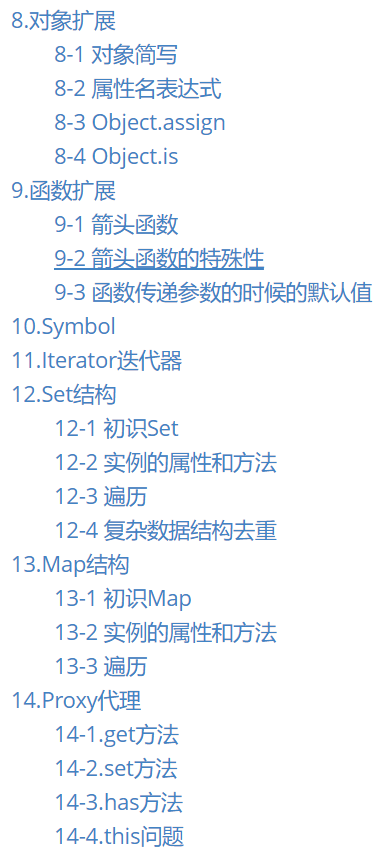 8.对象扩展
8-1 对象简写
8-2 属性名表达式
8-3 Object.assign
8-4 Object.is
9.函数扩展
9-1 箭头函数
9-2 箭头函数的特殊性
9-3 函数传递参数的时候的默认值
10.Symbol
11.Iterator迭代器
12.Set结构
12-1 初识Set
12-2 实例的属性和方法
12-3 遍历
12-4 复杂数据结构去重
13.Map结构
13-1 初识Map
13-2 实例的属性和方法
13-3 遍历
14.Proxy代理
14-1.get方法
14-2.set方法
14-3.has方法
14-4.this问题